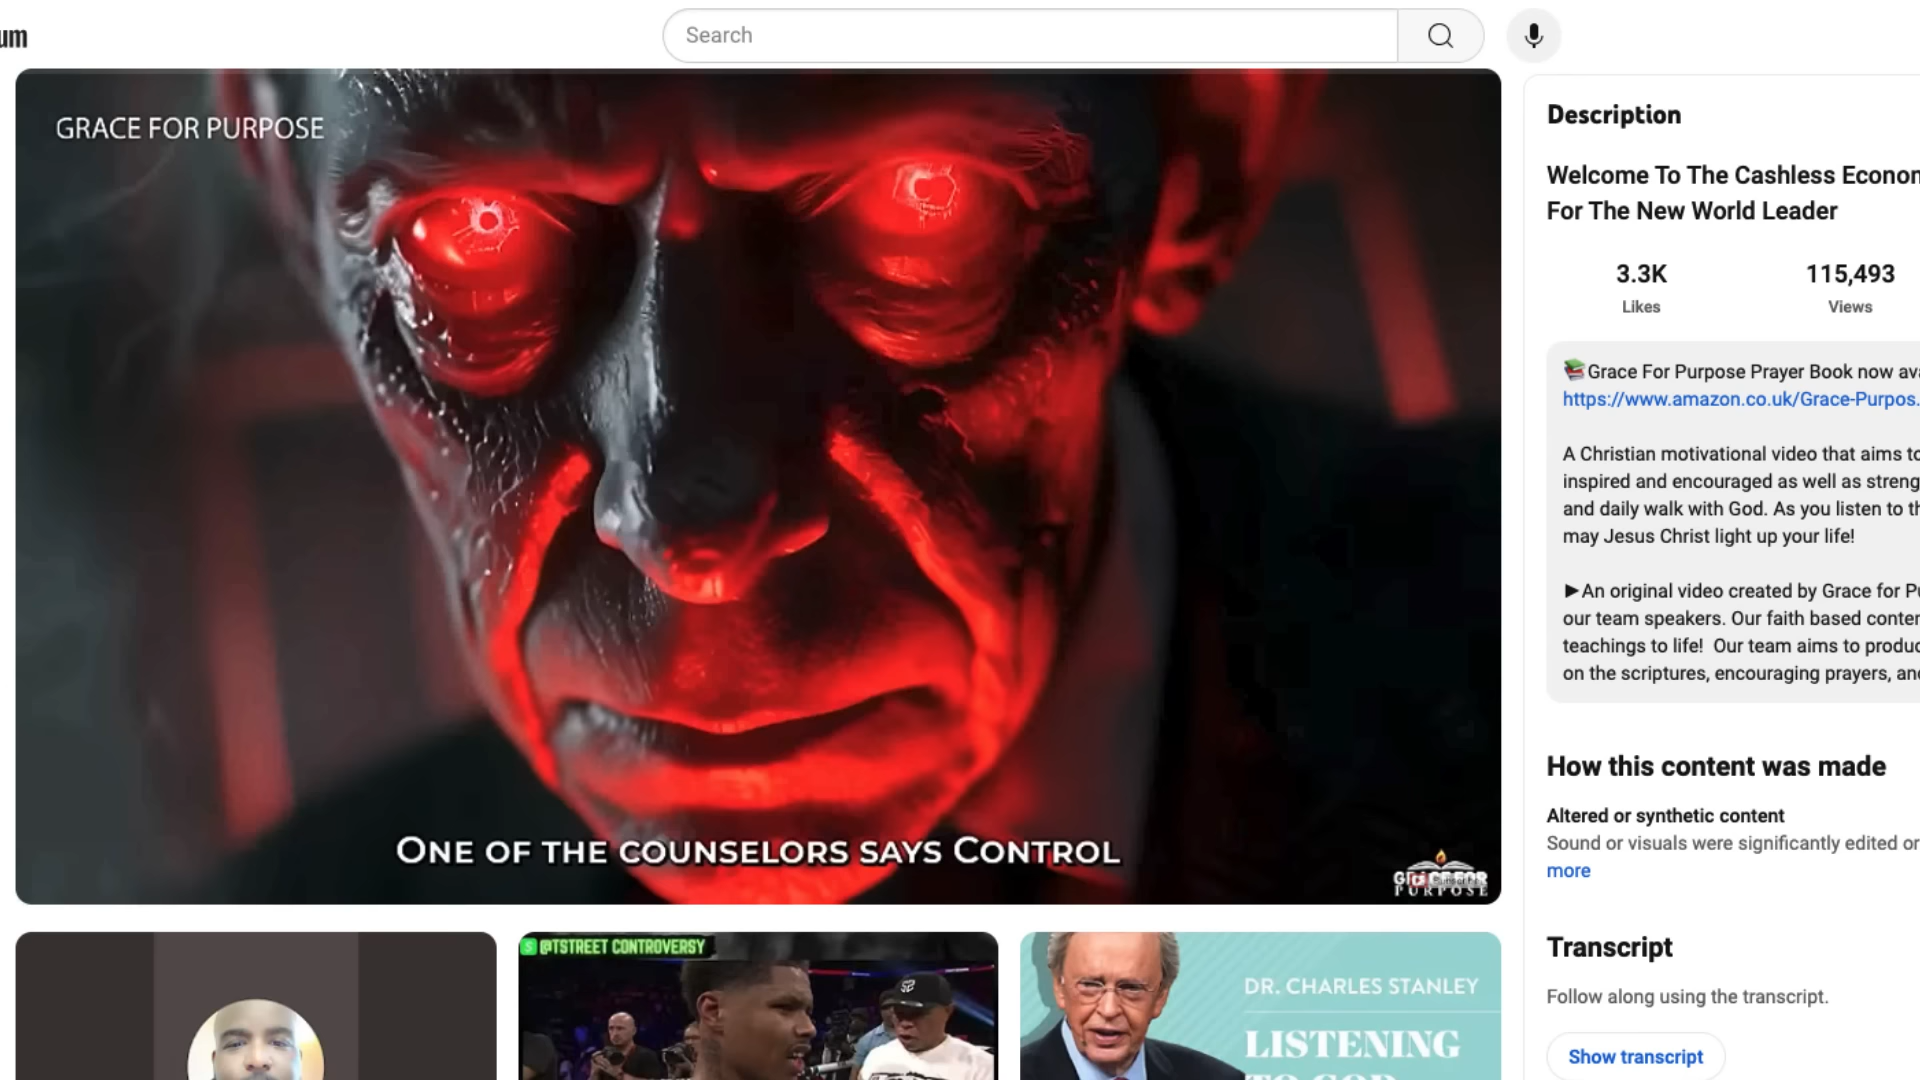 um
Search
GRACE FOR PURPOSE
ONE OF THE COUNSELORS SAYS CONTROL
PURPOSE
@TSTREET CONTROVERSY
DR. CHARLES STANLEY
LISTENING
TO GOD
Description
Welcome To The Cashless Econom
For The New World Leader
3.3K
115,493
Likes
Views
Grace For Purpose Prayer Book now ava
https://www.amazon.co.uk/Grace-Purpos.
A Christian motivational video that aims to
inspired and encouraged as well as streng
and daily walk with God. As you listen to th
may Jesus Christ light up your life!
►An original video created by Grace for Pu
our team speakers. Our faith based conten
teachings to life! Our team aims to produc
on the scriptures, encouraging prayers, and
How this content was made
Altered or synthetic content
Sound or visuals were significantly edited or
more
Transcript
Follow along using the transcript.
Show transcript